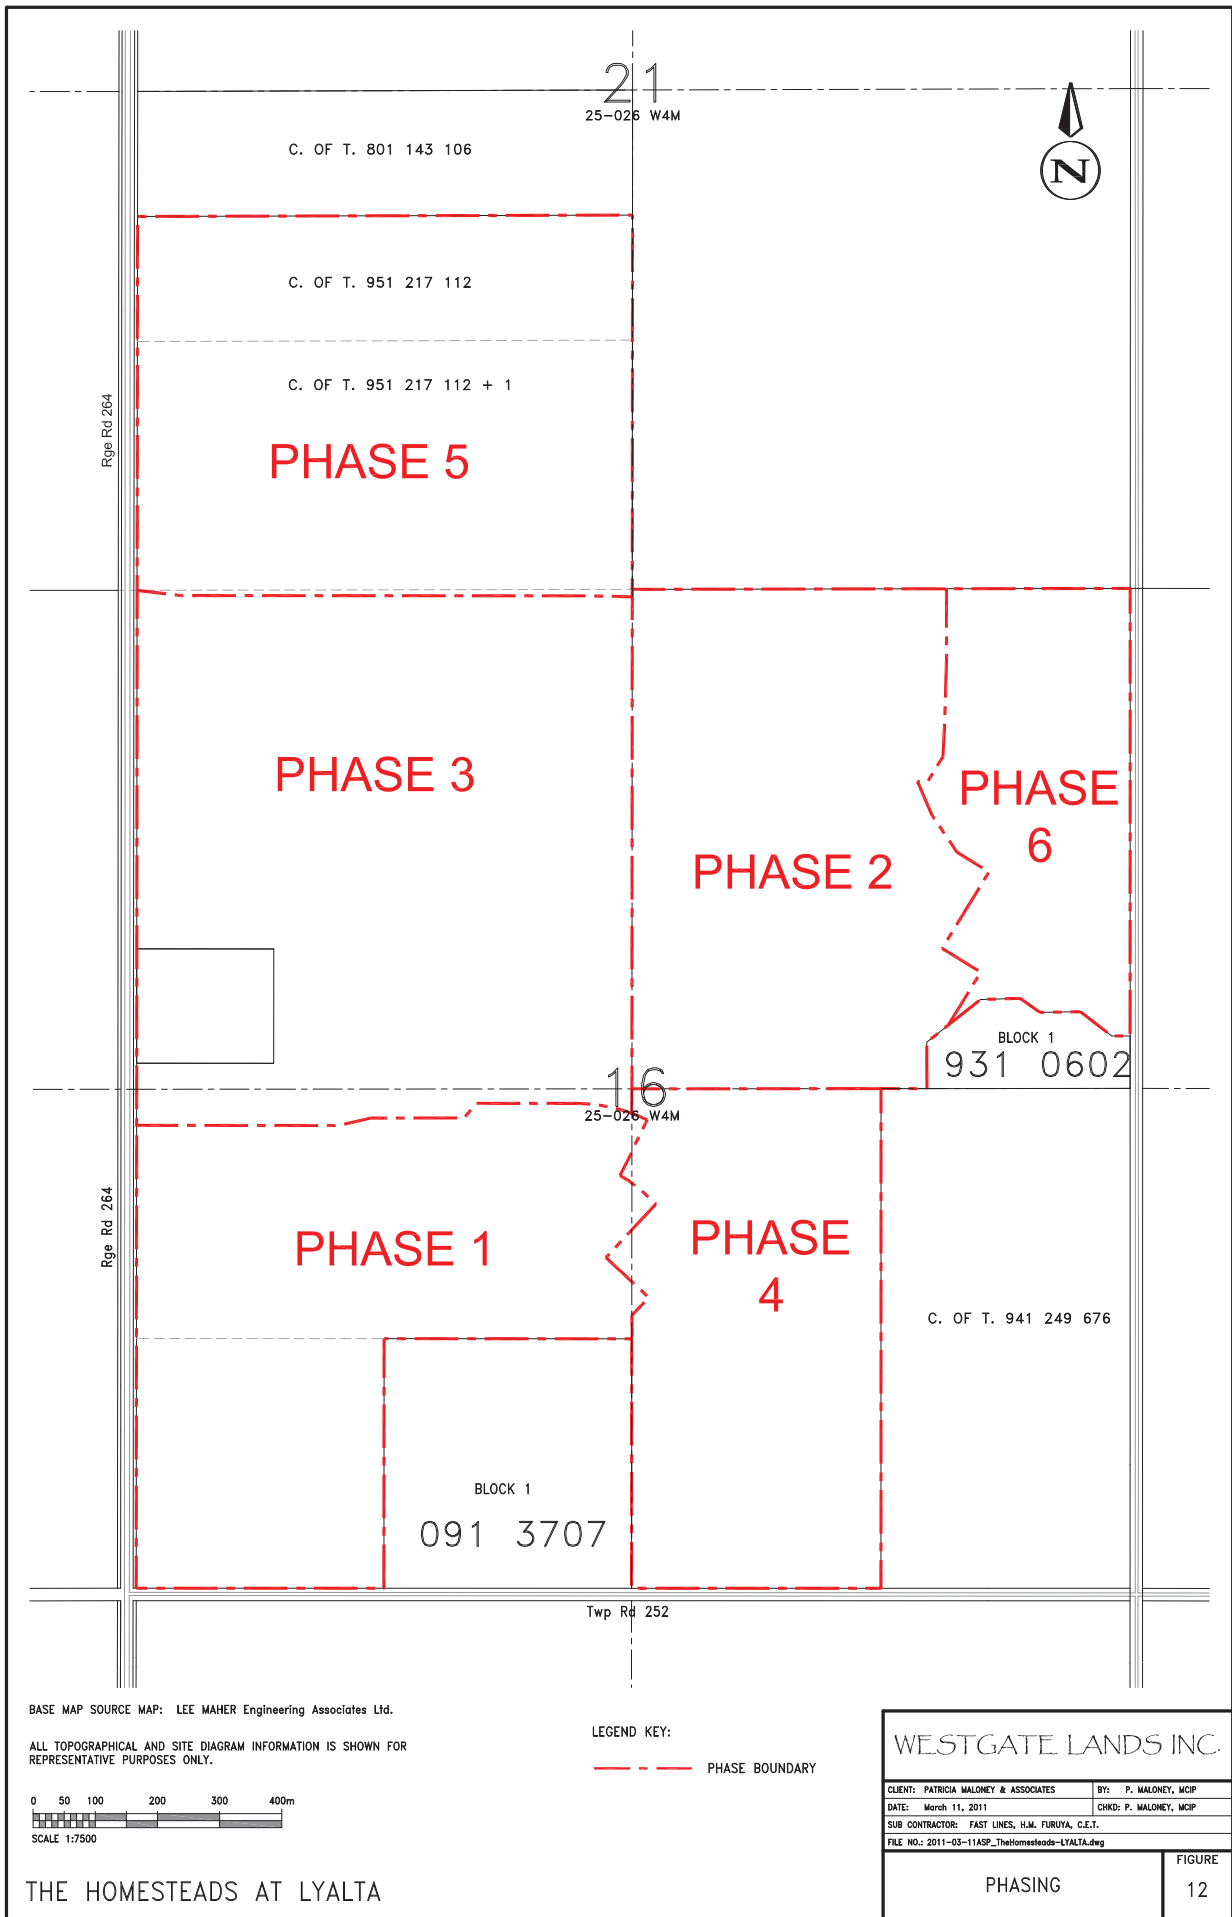 21
25-026 W4M
C. OF T. 801 143 106
N
C. OF T. 951 217 112
C. OF T. 951 217 112 + 1
Rge Rd 264
PHASE 5
PHASE 3
PHASE
6
PHASE 2
BLOCK 1
931 0602
16
25-026 W4M
Rge Rd 264
PHASE 1
PHASE
4
C. OF T. 941 249 676
BLOCK 1
091 3707
Twp Rd 252
BASE MAP SOURCE MAP: LEE MAHER Engineering Associates Ltd.
ALL TOPOGRAPHICAL AND SITE DIAGRAM INFORMATION IS SHOWN FOR
REPRESENTATIVE PURPOSES ONLY.
0 50 100 200 300 400m
SCALE 1:7500
THE HOMESTEADS AT LYALTA
LEGEND KEY:
PHASE BOUNDARY
WESTGATE LANDS INC.
CLIENT: PATRICIA MALONEY & ASSOCIATES
BY: P. MALONEY, MCIP
DATE: March 11, 2011
CHKD: P. MALONEY, MCIP
SUB CONTRACTOR: FAST LINES, H.M. FURUYA, C.E.T.
FILE NO.: 2011-03-11ASP_TheHomesteads-LYALTA.dwg
PHASING
FIGURE
12